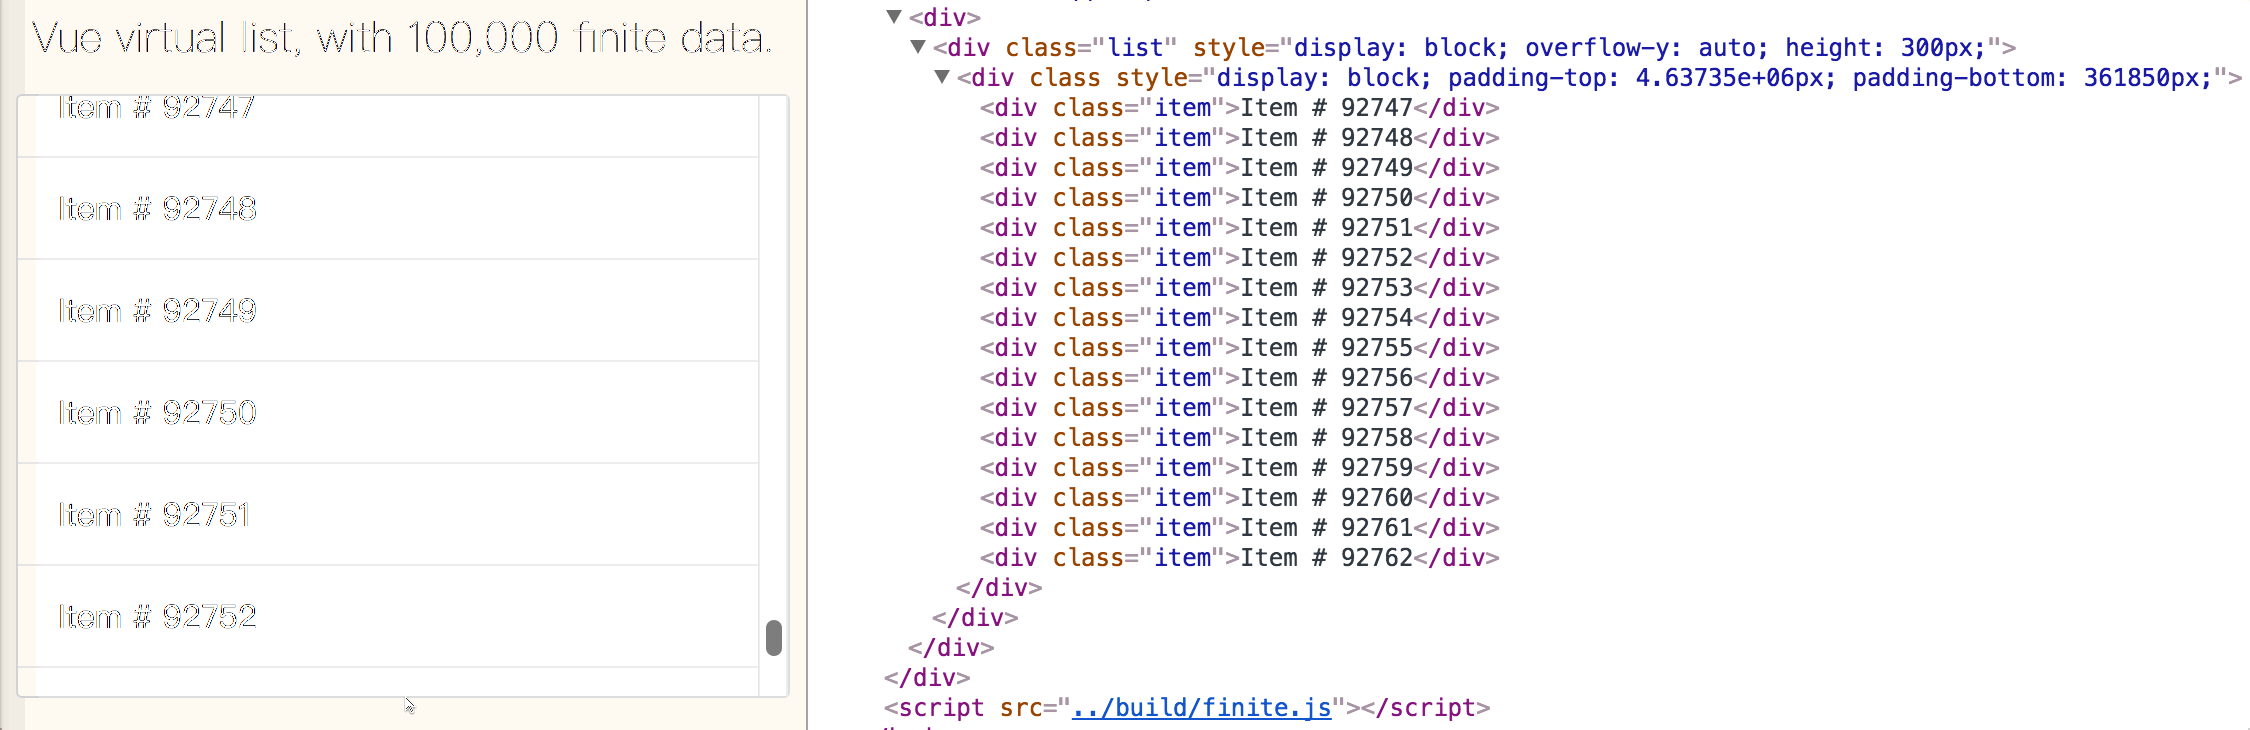 Vue virtual list, with 100,000 finite data.
Item # 92747
Item # 92748
Item # 92749
Item # 92750
Item # 92751
Item # 92752
<div>
<div class="list" style="display: block; overflow-y: auto; height: 300px;">
<div class style="display: block; padding-top: 4.63735e+06px; padding-bottom: 361850px;">
<div class="item">Item # 92747</div>
<div class="item">Item # 92748</div>
<div class="item">Item # 92749</div>
<div class="item">Item # 92750</div>
<div class="item">Item # 92751</div>
<div class="item">Item # 92752</div>
<div class="item">Item # 92753</div>
<div class="item">Item # 92754</div>
<div class="item">Item # 92755</div>
<div class="item">Item # 92756</div>
<div class="item">Item # 92757</div>
<div class="item">Item # 92758</div>
<div class="item">Item # 92759</div>
<div class="item">Item # 92760</div>
<div class="item">Item # 92761</div>
<div class="item">Item # 92762</div>
</div>
</div>
</div>
</div>
<script src="../build/finite.js"></script>